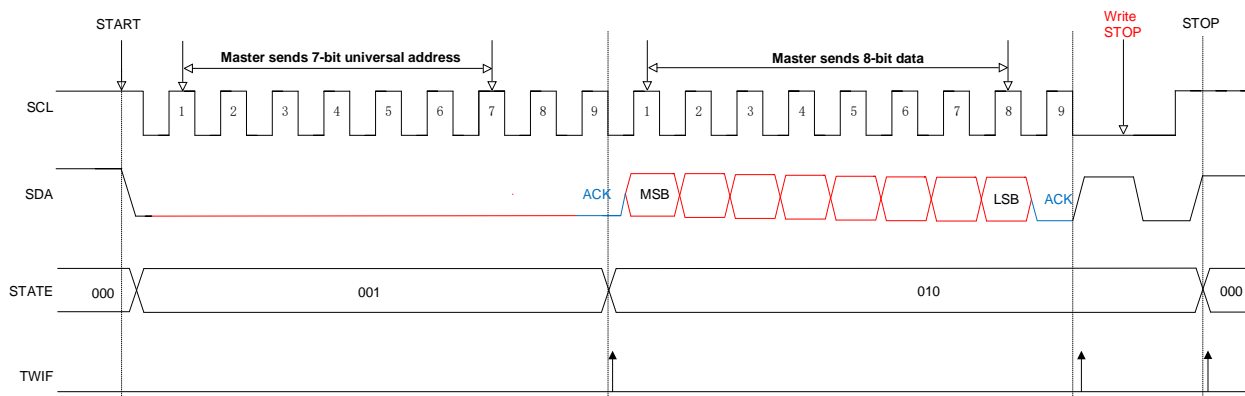 START
Write
STOP
STOP
Master sends 7-bit universal address
Master sends 8-bit data
SCL
1 2 3 4 5 6 7 8 9 1 2 3 4 5 6 7 8 9
SDA
ACK MSB LSB ACK
STATE
000 001 010 000
TWIF